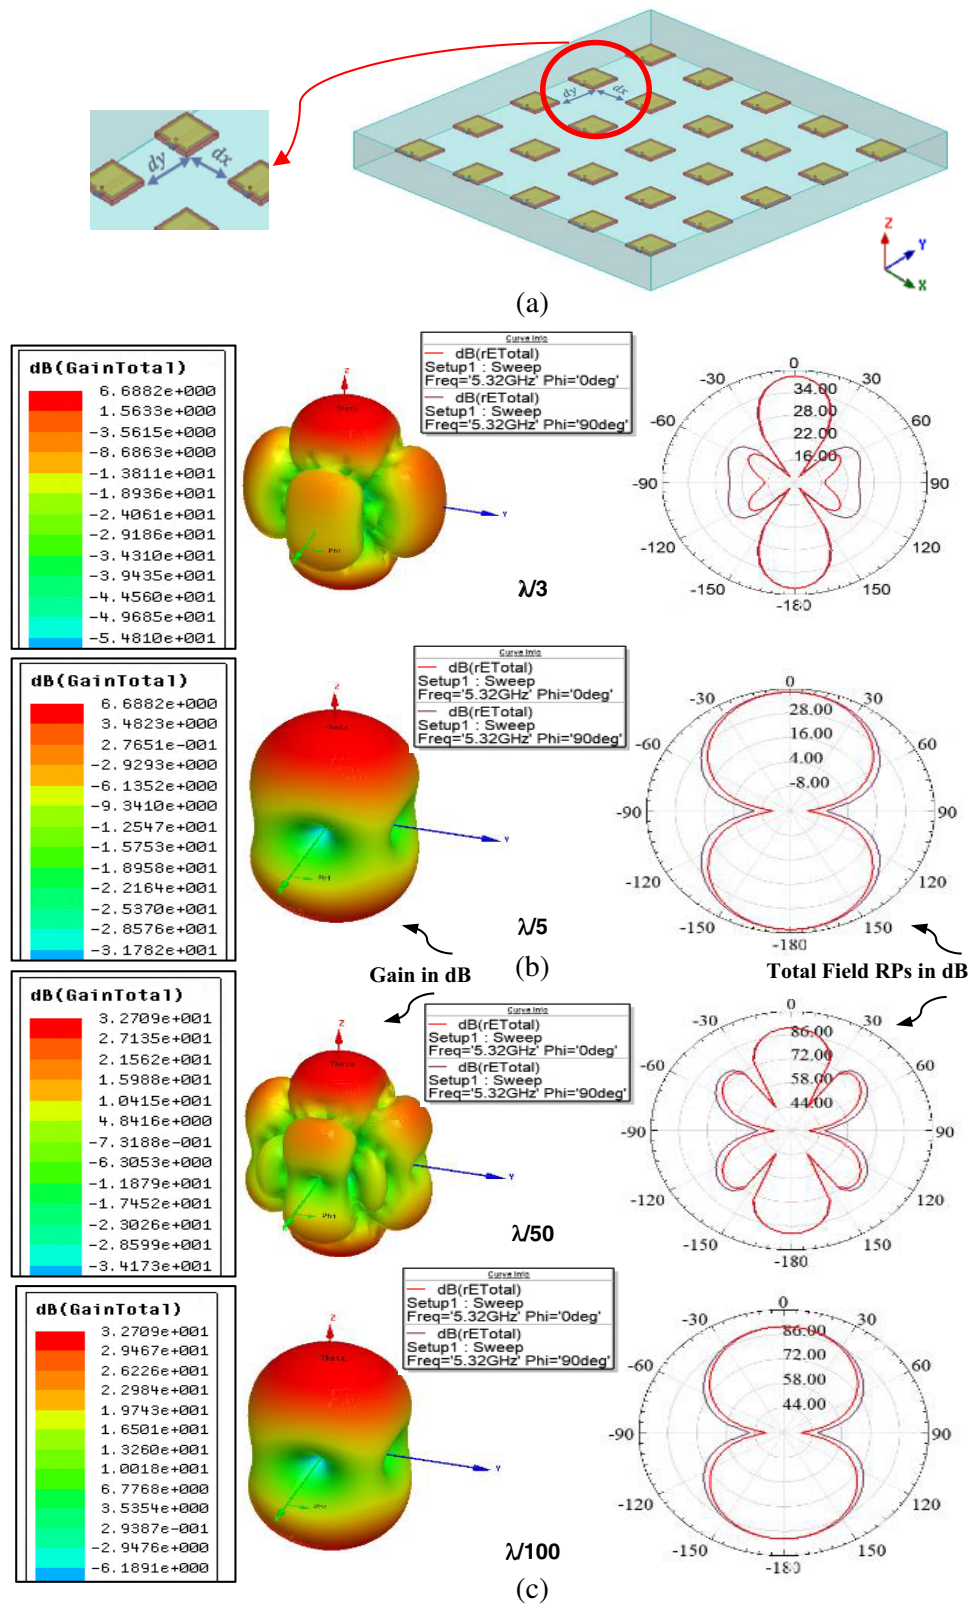 dy
dx
dy
dx
Z
Y
X
(a)
dB(GainTotal)
6.6882e+000
1.5633e+000
-3.5615e+000
-8.6863e+000
-1.3811e+001
-1.8936e+001
-2.4061e+001
-2.9186e+001
-3.4310e+001
-3.9435e+001
-4.4560e+001
-4.9685e+001
-5.4810e+001
Z
Theta
Phi
Y
λ/3
Curve Info
dB(rETotal)
Setup1 : Sweep
Freq='5.32GHz' Phi='0deg'
dB(rETotal)
Setup1 : Sweep
Freq='5.32GHz' Phi='90deg'
0
-30
30
-60
60
-90
90
-120
120
-150
150
-180
34.00
28.00
22.00
16.00
dB(GainTotal)
6.6882e+000
3.4823e+000
2.7651e-001
-2.9293e+000
-6.1352e+000
-9.3410e+000
-1.2547e+001
-1.5753e+001
-1.8958e+001
-2.2164e+001
-2.5370e+001
-2.8576e+001
-3.1782e+001
Z
Theta
Phi
Y
λ/5
Curve Info
dB(rETotal)
Setup1 : Sweep
Freq='5.32GHz' Phi='0deg'
dB(rETotal)
Setup1 : Sweep
Freq='5.32GHz' Phi='90deg'
0
-30
30
-60
60
-90
90
-120
120
-150
150
-180
28.00
16.00
4.00
-8.00
(b)
Gain in dB
Total Field RPs in dB
dB(GainTotal)
3.2709e+001
2.7135e+001
2.1562e+001
1.5988e+001
1.0415e+001
4.8416e+000
-7.3188e-001
-6.3053e+000
-1.1879e+001
-1.7452e+001
-2.3026e+001
-2.8599e+001
-3.4173e+001
Z
Theta
Phi
Y
λ/50
Curve Info
dB(rETotal)
Setup1 : Sweep
Freq='5.32GHz' Phi='0deg'
dB(rETotal)
Setup1 : Sweep
Freq='5.32GHz' Phi='90deg'
0
-30
30
-60
60
-90
90
-120
120
-150
150
-180
86.00
72.00
58.00
44.00
dB(GainTotal)
3.2709e+001
2.9467e+001
2.6226e+001
2.2984e+001
1.9743e+001
1.6501e+001
1.3260e+001
1.0018e+001
6.7768e+000
3.5354e+000
2.9387e-001
-2.9476e+000
-6.1891e+000
Z
Theta
Phi
Y
λ/100
Curve Info
dB(rETotal)
Setup1 : Sweep
Freq='5.32GHz' Phi='0deg'
dB(rETotal)
Setup1 : Sweep
Freq='5.32GHz' Phi='90deg'
0
-30
30
-60
60
-90
90
-120
120
-150
150
-180
86.00
72.00
58.00
44.00
(c)